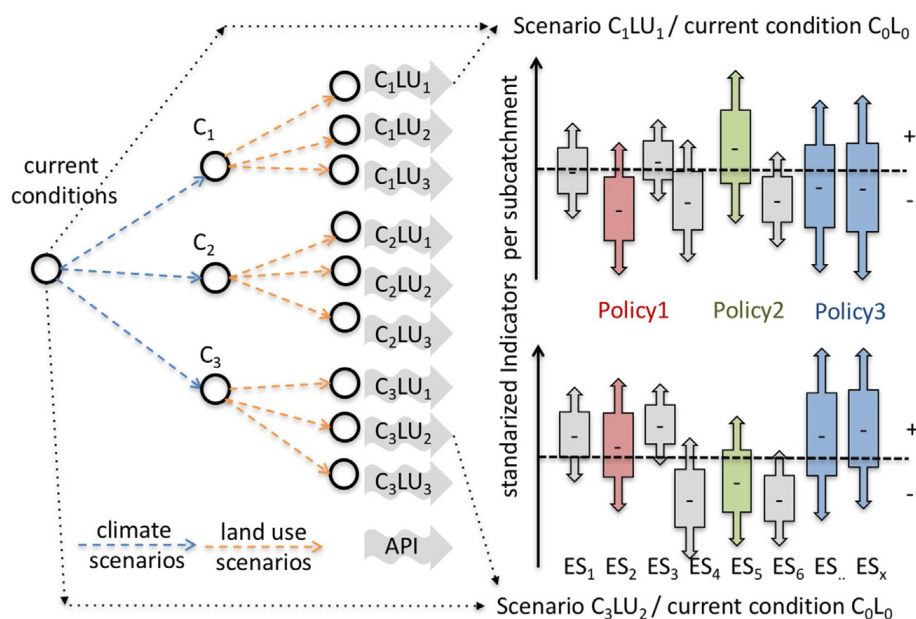 Scenario C₁LU₁ / current condition C₀L₀
current
conditions
C₁
C₂
C₃
C₁LU₁
C₁LU₂
C₁LU₃
C₂LU₁
C₂LU₂
C₂LU₃
C₃LU₁
C₃LU₂
C₃LU₃
API
climate
scenarios
land use
scenarios
standarized Indicators per subcatchment
- - - - - - - -
+
-
Policy1 Policy2 Policy3
- - - - - - - -
+
-
ES₁ ES₂ ES₃ ES₄ ES₅ ES₆ ES.. ESₓ
Scenario C₃LU₂ / current condition C₀L₀